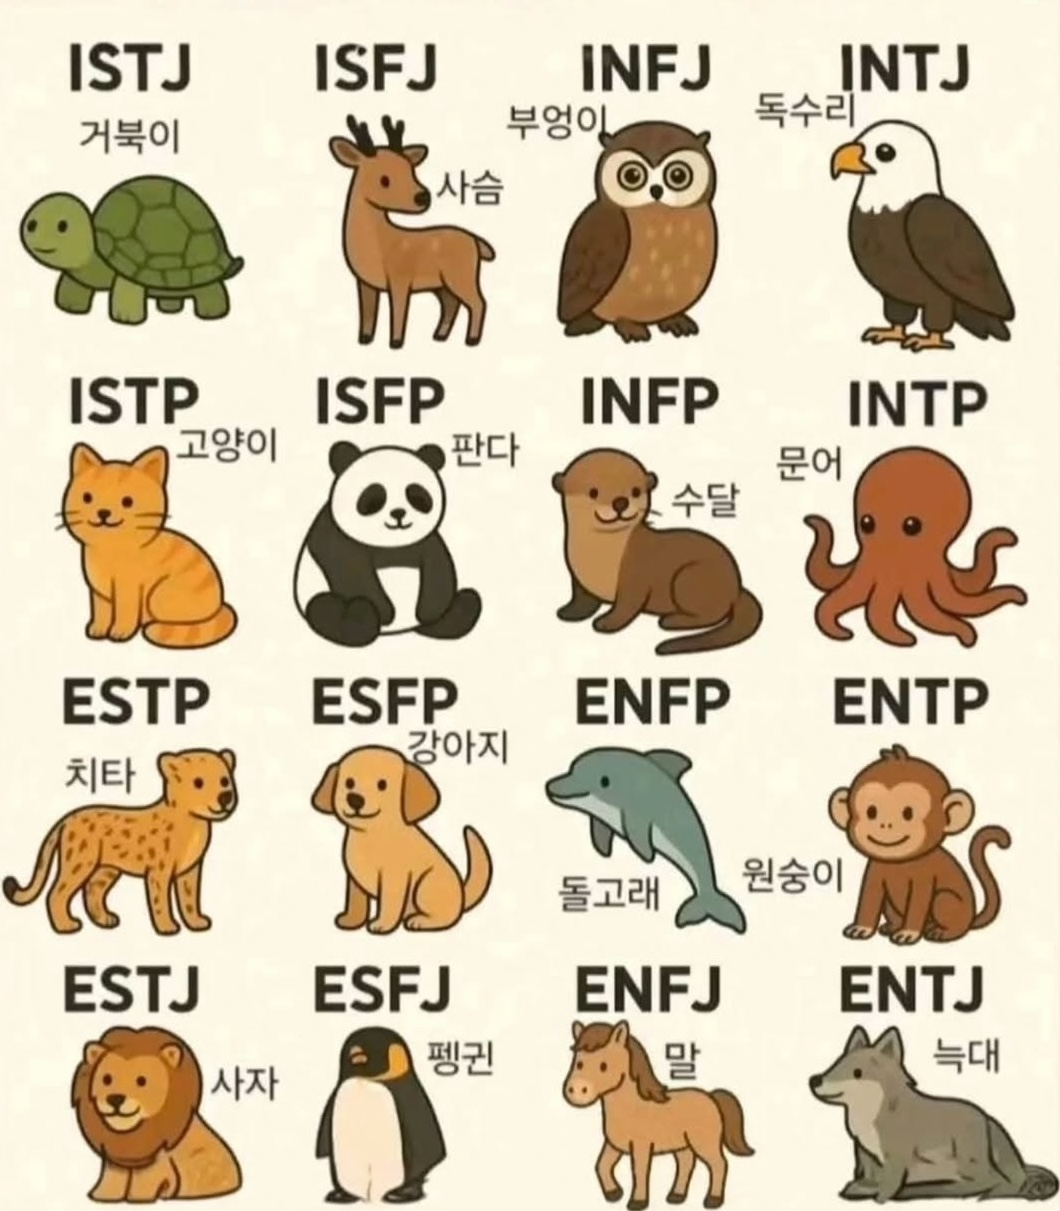 ISTJ
거북이
ISFJ
사슴
INFJ
부엉이
INTJ
독수리
ISTP
고양이
ISFP
판다
INFP
수달
INTP
문어
ESTP
치타
ESFP
강아지
ENFP
돌고래
ENTP
원숭이
ESTJ
사자
ESFJ
펭귄
ENFJ
말
ENTJ
늑대